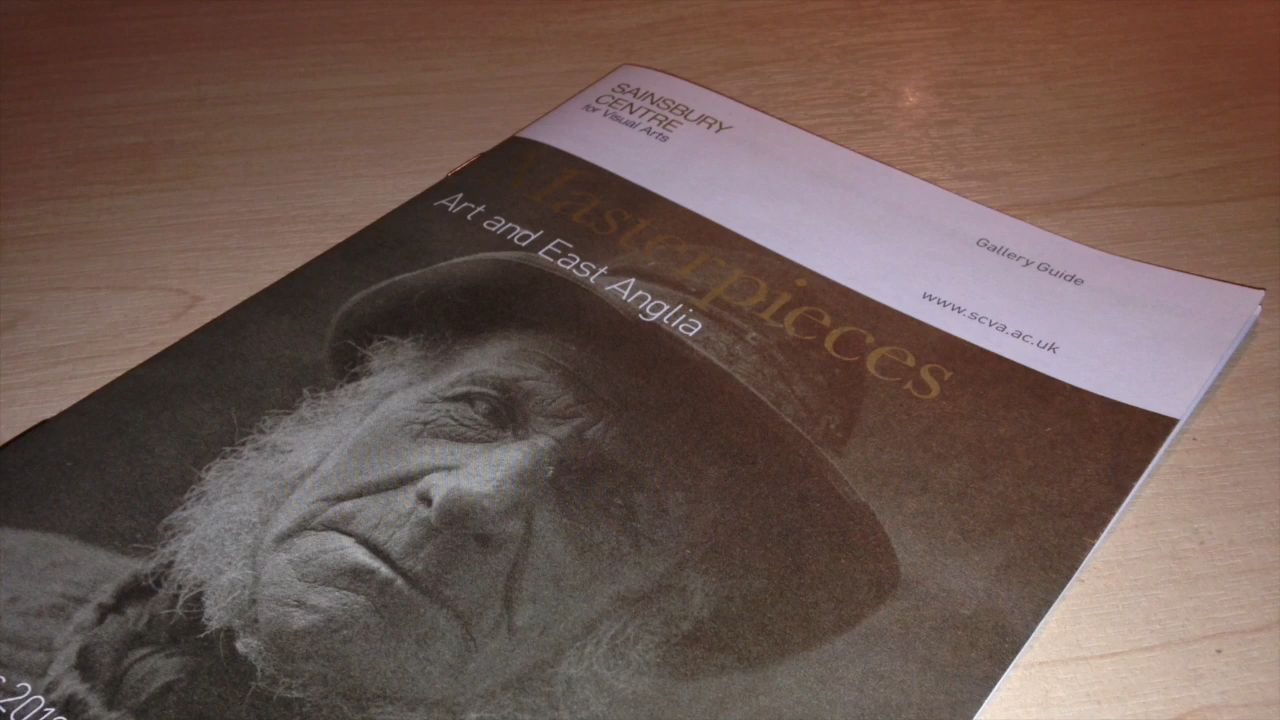 SAINSBURY
CENTRE
for Visual Arts
Gallery Guide
www.scva.ac.uk
Masterpieces
Art and East Anglia